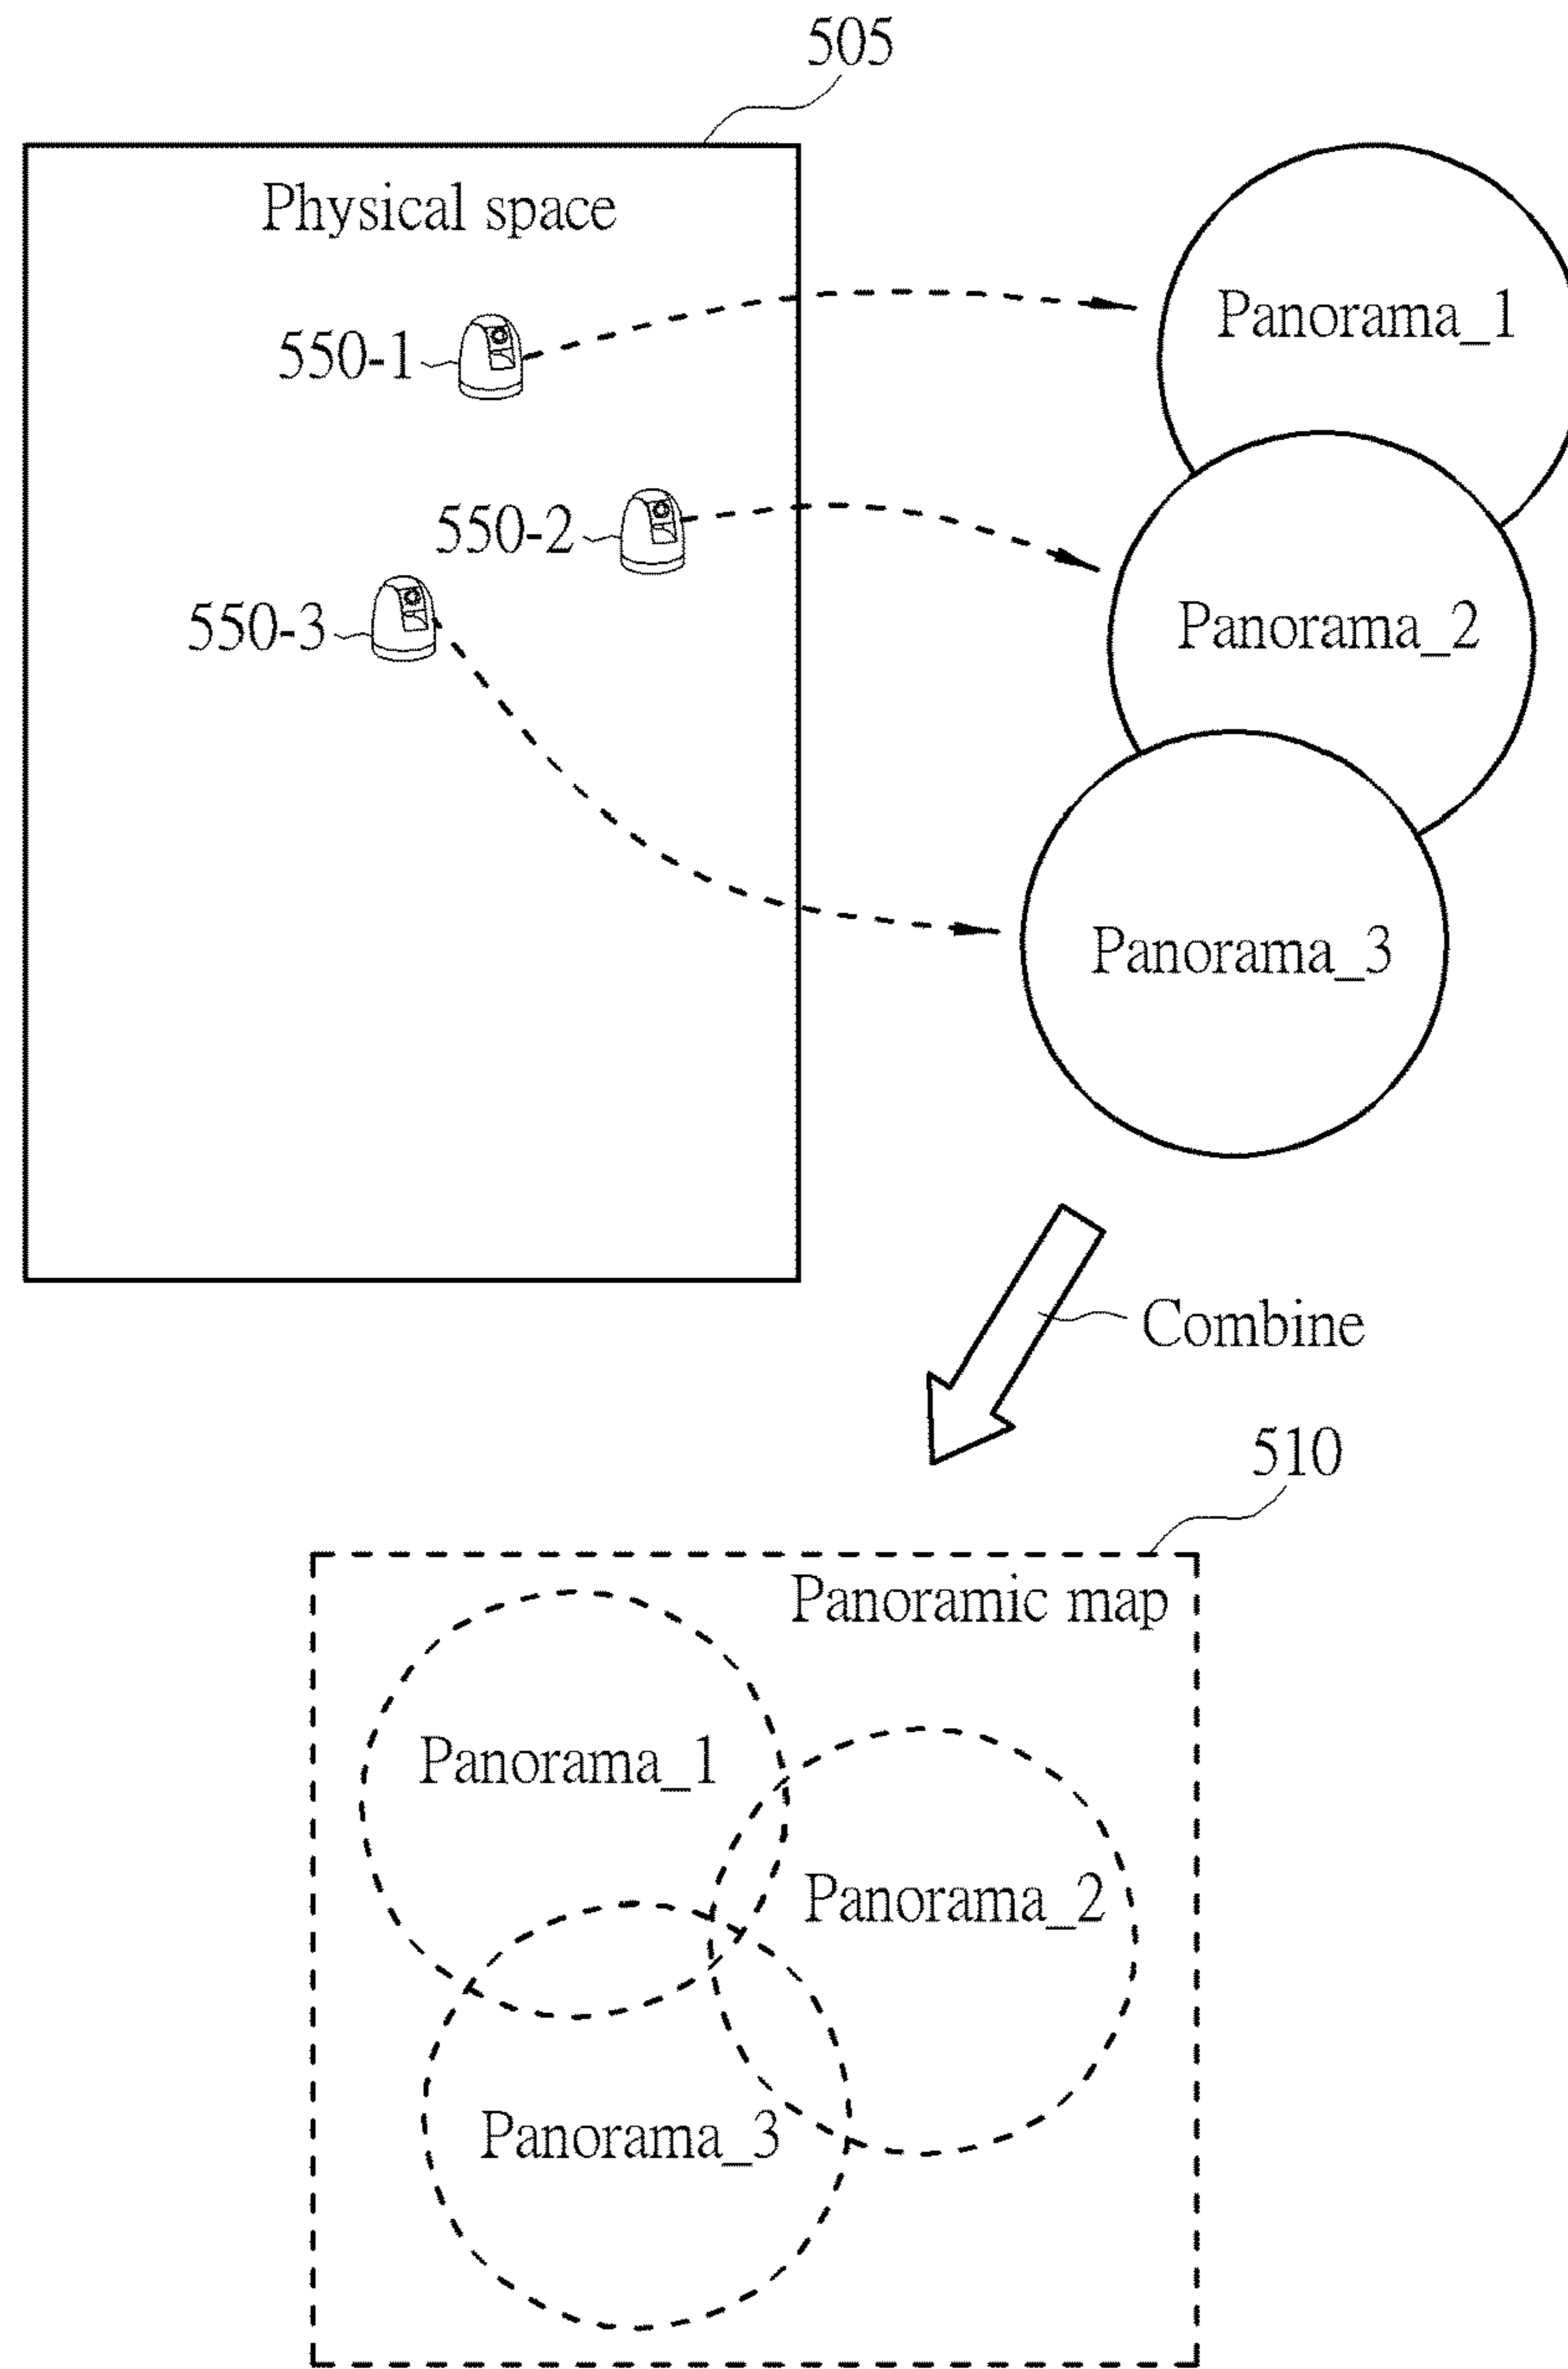 505
Physical space
Panorama_1
550-1
550-2
Panorama_2
550-3
Panorama_3
Combine
510
Panoramic map
Panorama_1
Panorama_2
Panorama_3